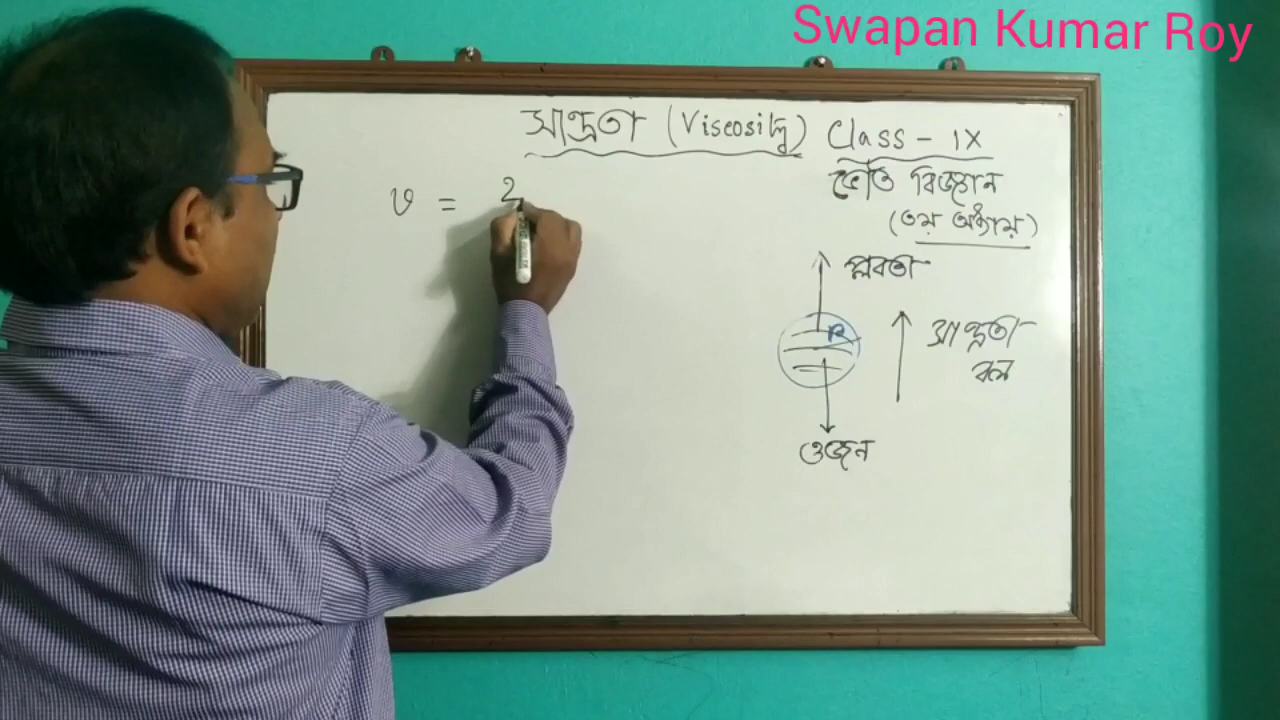 Swapan Kumar Roy
সান্দ্রতা (Viscosity) Class - IX
ভৌত বিজ্ঞান
(৩য় অধ্যায়)
v = 2
প্লবতা
R
সান্দ্রতা
বল
ওজন